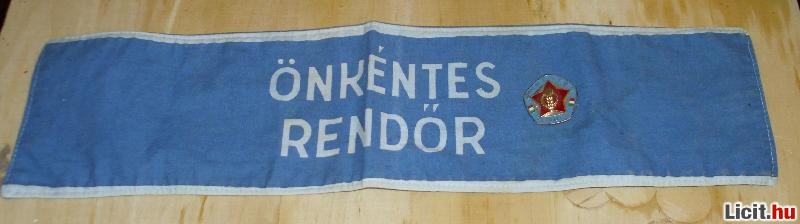 ÖNKÉNTES
RENDŐR
Licit.hu